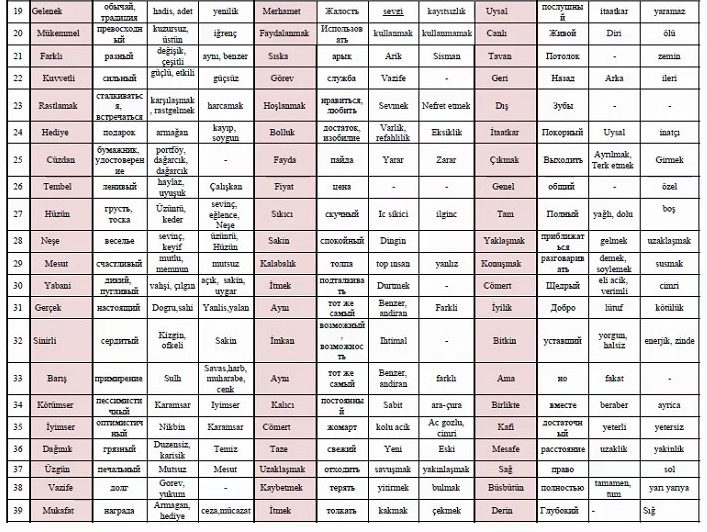 19 Gelenek обычай, традиция hadis, adet yenilik Merhamet Жалость sevgi kayıtsızlık Uysal послушный itaatkar yaramaz
20 Mükemmel превосходный kuzursuz, üstün iğrenç Faydalanmak Использовать kullanmak kullanmamak Canlı Живой Diri ölü
21 Farklı разный değişik, çeşitli aynı, benzer Sıska арык Arik Sisman Tavan Потолок - zemin
22 Kuvvetli сильный güçlü, etkili güçsüz Görev служба Vazife - Geri Назад Arka ileri
23 Rastlamak сталкиваться, встречаться karşılaşmak, rastgelmek harcamak Hoşlanmak нравиться, любить Sevmek Nefret etmek Dış Зубы - -
24 Hediye подарок armağan kayıp, soygun Bolluk достаток, изобилие Varlik, refahlilik Eksiklik İtaatkar Покорный Uysal inatçı
25 Cüzdan бумажник, удостоверение portföy, dağarcık, dağarcık - Fayda пайда Yarar Zarar Çıkmak Выходить Ayrılmak, Terk etmek Girmek
26 Tembel ленивый haylaz, uyuşuk Çalışkan Fiyat цена - - Genel общий - özel
27 Hüzün грусть, тоска Üzüntü, keder sevinç, eğlence, Neşe Sıkıcı скучный Ic sikici ilginc Tam Полный yağlı, dolu boş
28 Neşe веселье sevinç, keyif üzüntü, Hüzün Sakin спокойный Dingin Yaklaşmak приближаться gelmek uzaklaşmak
29 Mesut счастливый mutlu, memnun mutsuz Kalabalık толпа top insan yanlız Konuşmak разговаривать demek, soylemek susmak
30 Yabani дикий, пугливый vahşi, çılgın açık, sakin, uygar İtmek подталкивать Durtmek - Cömert Щедрый eli acik, verimli cimri
31 Gerçek настоящий Dogru,sahi Yanlis,yalan Aynı тот же самый Benzer, andiran Farkli İyilik Добро lütuf kötülük
32 Sinirli сердитый Kizgin, ofkeli Sakin İmkan возможный, возможность Ihtimal - Bitkin уставший yorgun, halsiz enerjik, zinde
33 Barış примирение Sulh Savas,harb, muharabe, cenk Aynı тот же самый Benzer, andiran farklı Ama но fakat -
34 Kötümser пессимистичный Karamsar Iyimser Kalıcı постоянный Sabit ara-çura Birlikte вместе beraber ayrica
35 İyimser оптимистичный Nikbin Karamsar Cömert жомарт kolu acik Ac gozlu, cimri Kafi достаточный yeterli yetersiz
36 Dağınık грязный Duzensiz, karisik Temiz Taze свежий Yeni Eski Mesafe расстояние uzaklik yakinlik
37 Üzgün печальный Mutsuz Mesut Uzaklaşmak отходить savuşmak yakınlaşmak Sağ право sol
38 Vazife долг Gorev, yukum - Kaybetmek терять yitirmek bulmak Büsbütün полностью tamamen, tum yarı yarıya
39 Mukafat награда Armagan, hediye ceza,mücazat İtmek толкать kakmak çekmek Derin Глубокий - Sığ